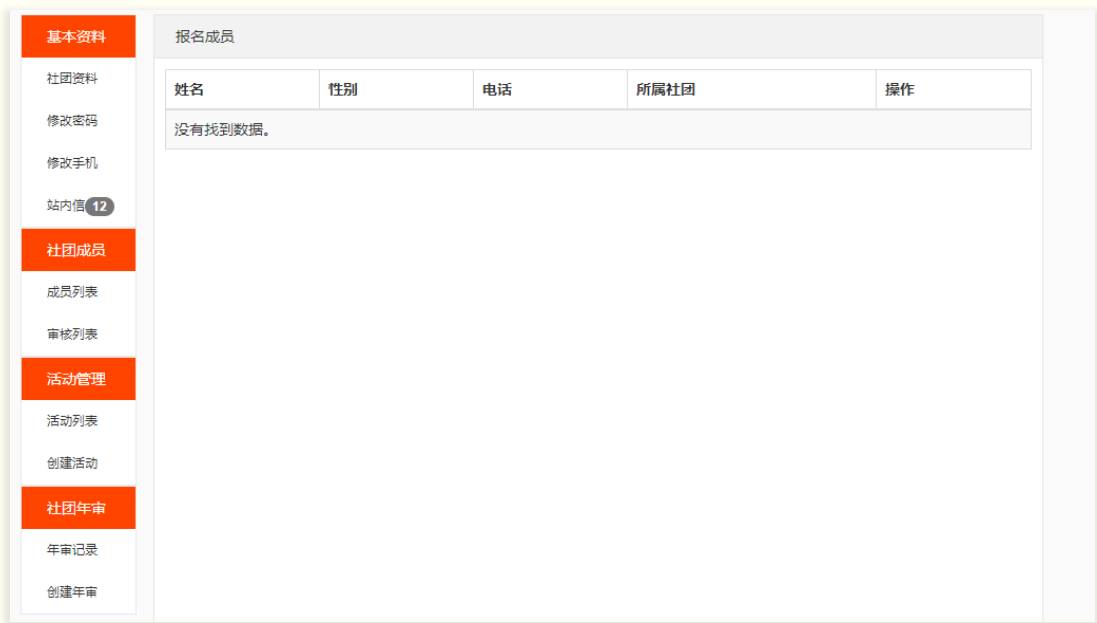 基本资料
社团资料
修改密码
修改手机
站内信 12
社团成员
成员列表
审核列表
活动管理
活动列表
创建活动
社团年审
年审记录
创建年审
报名成员
姓名 性别 电话 所属社团 操作
没有找到数据。